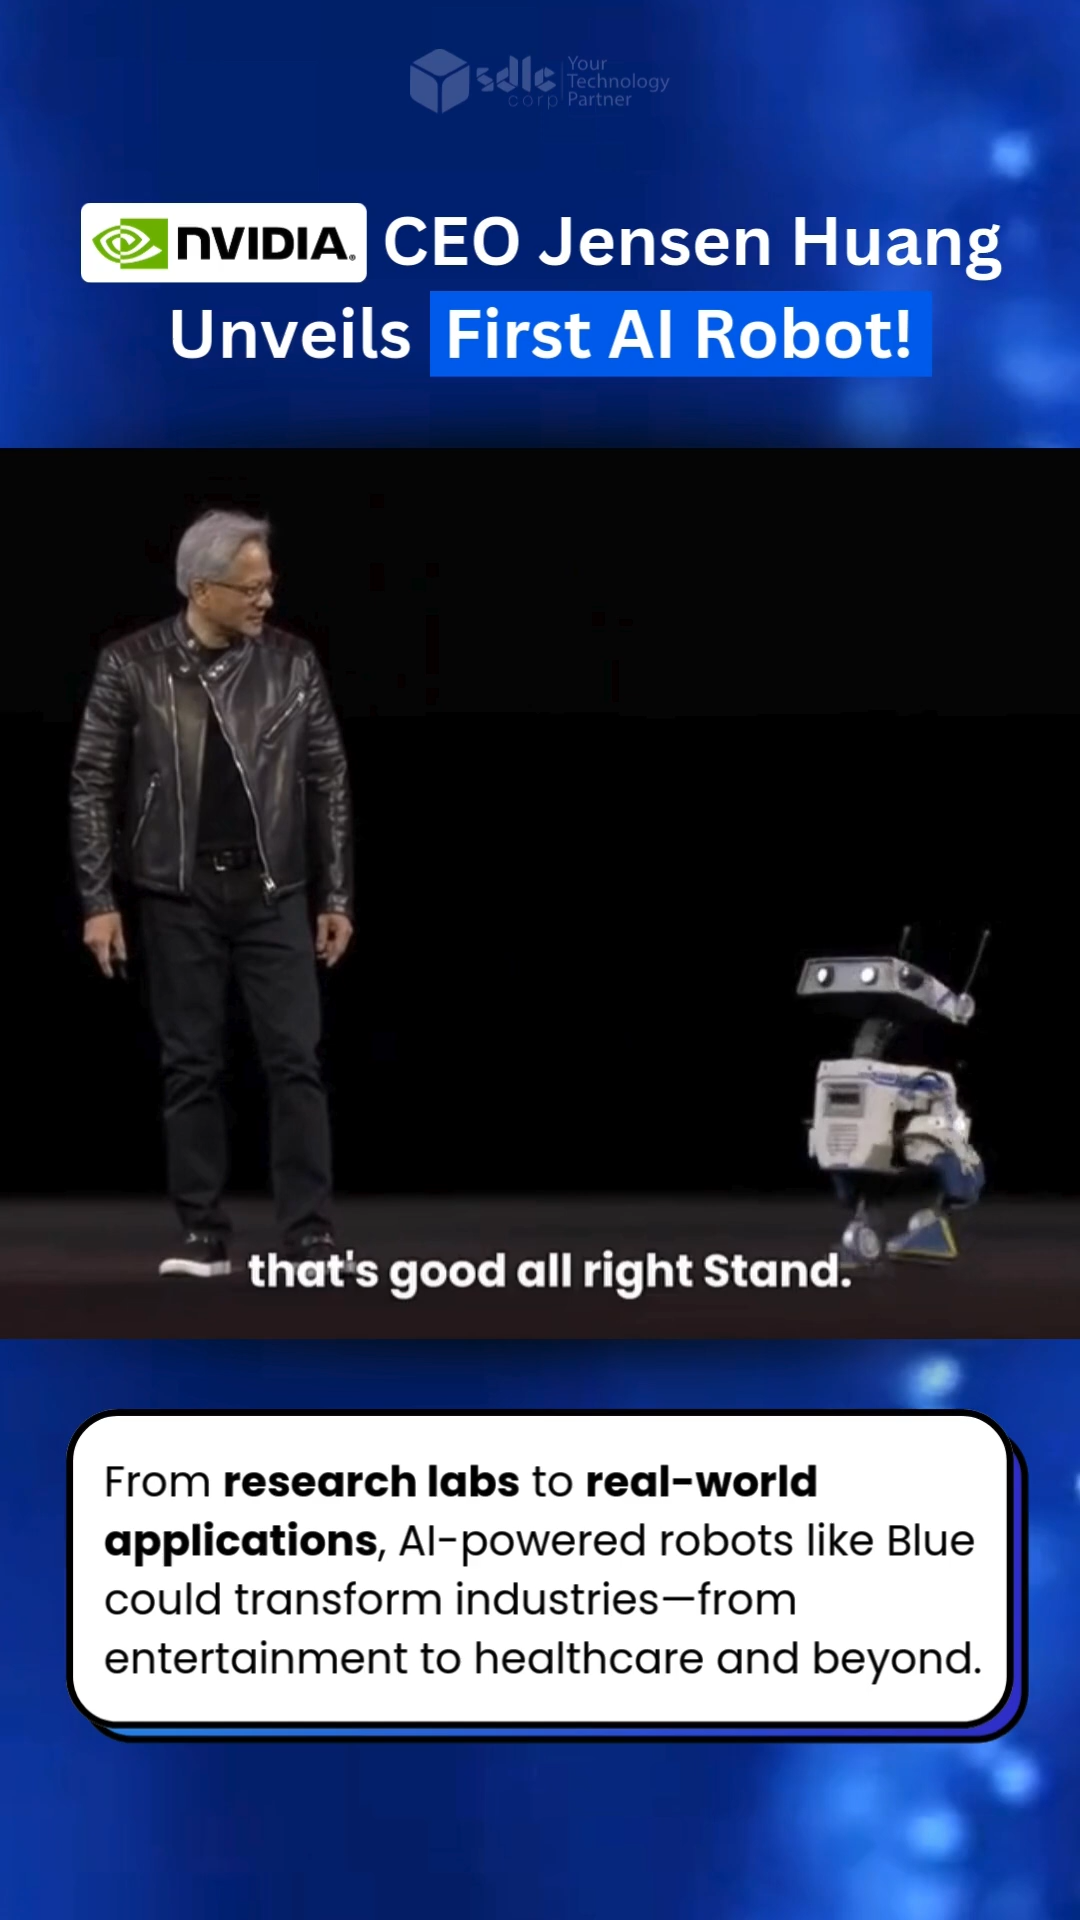 sdlc corp Your Technology Partner
NVIDIA. CEO Jensen Huang
Unveils First AI Robot!
that's good all right Stand.
From research labs to real-world
applications, AI-powered robots like Blue
could transform industries—from
entertainment to healthcare and beyond.